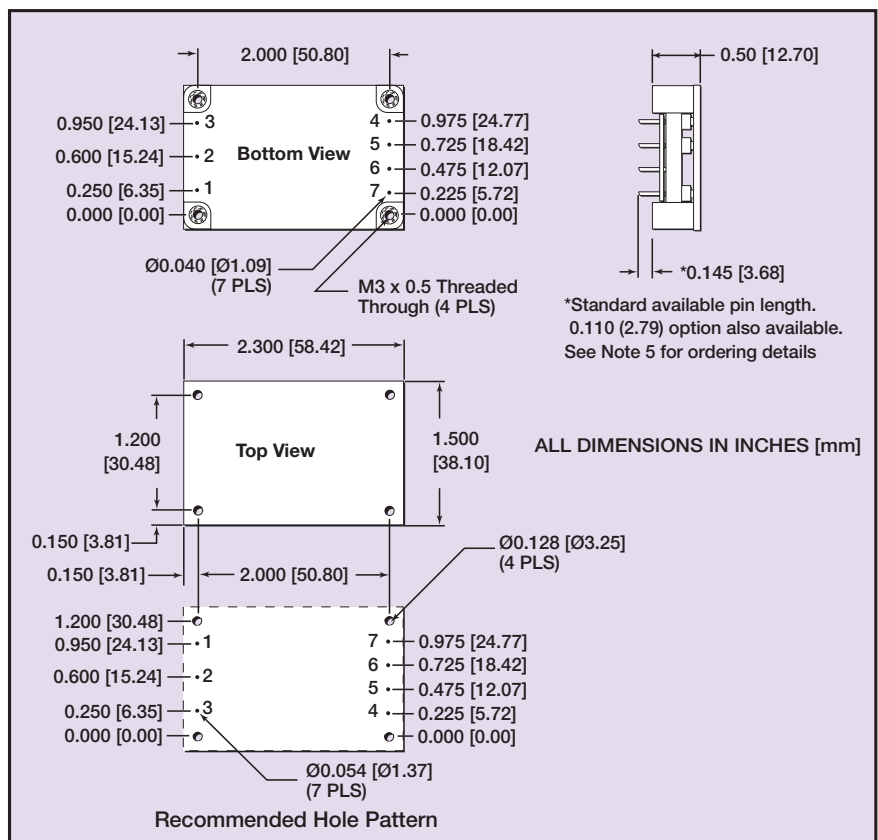 2.000 [50.80]
0.50 [12.70]
0.950 [24.13] 3
0.600 [15.24] 2
0.250 [6.35] 1
0.000 [0.00]
Bottom View
4 0.975 [24.77]
5 0.725 [18.42]
6 0.475 [12.07]
7 0.225 [5.72]
0.000 [0.00]
Ø0.040 [Ø1.09]
(7 PLS)
M3 x 0.5 Threaded
Through (4 PLS)
*0.145 [3.68]
*Standard available pin length.
0.110 (2.79) option also available.
See Note 5 for ordering details
2.300 [58.42]
1.200
[30.48]
Top View
1.500
[38.10]
ALL DIMENSIONS IN INCHES [mm]
0.150 [3.81]
0.150 [3.81]
2.000 [50.80]
Ø0.128 [Ø3.25]
(4 PLS)
1.200 [30.48]
0.950 [24.13] 1
0.600 [15.24] 2
0.250 [6.35] 3
0.000 [0.00]
7 0.975 [24.77]
6 0.725 [18.42]
5 0.475 [12.07]
4 0.225 [5.72]
0.000 [0.00]
Ø0.054 [Ø1.37]
(7 PLS)
Recommended Hole Pattern